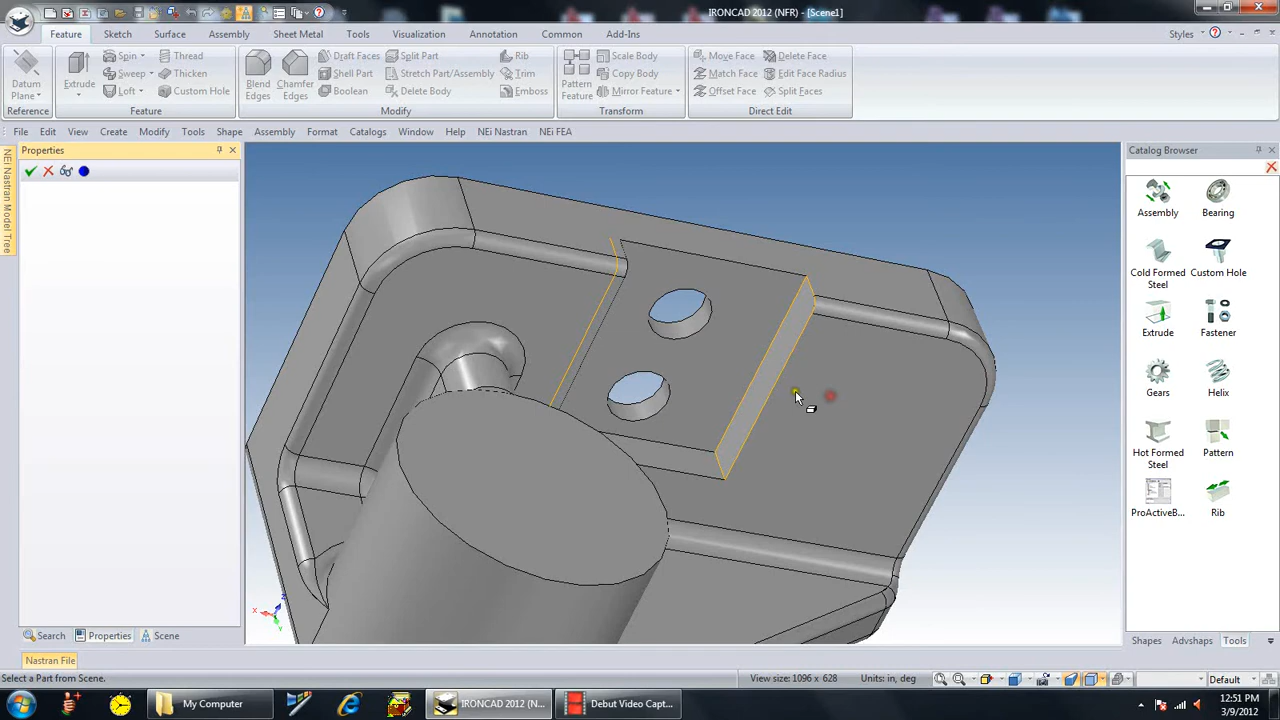 IRONCAD 2012 (NFR) - [Scene1]
Feature Sketch Surface Assembly Sheet Metal Tools Visualization Annotation Common Add-Ins Styles
Datum Plane
Extrude
Spin
Sweep
Loft
Thread
Thicken
Custom Hole
Blend Edges
Chamfer Edges
Draft Faces
Shell Part
Boolean
Split Part
Stretch Part/Assembly
Delete Body
Rib
Trim
Emboss
Pattern Feature
Scale Body
Copy Body
Mirror Feature
Move Face
Match Face
Offset Face
Delete Face
Edit Face Radius
Split Faces
Reference Feature Modify Transform Direct Edit
File Edit View Create Modify Tools Shape Assembly Format Catalogs Window Help NEi Nastran NEi FEA
NEi Nastran Model Tree
Properties
Catalog Browser
Assembly Bearing
Cold Formed Steel Custom Hole
Extrude Fastener
Gears Helix
Hot Formed Steel Pattern
ProActiveB... Rib
X
Z
Y
Search Properties Scene
Shapes Advshaps Tools
Nastran File
Select a Part from Scene. View size: 1096 x 628 Units: in, deg Default
My Computer IRONCAD 2012 (N... Debut Video Capt...
12:51 PM
3/9/2012